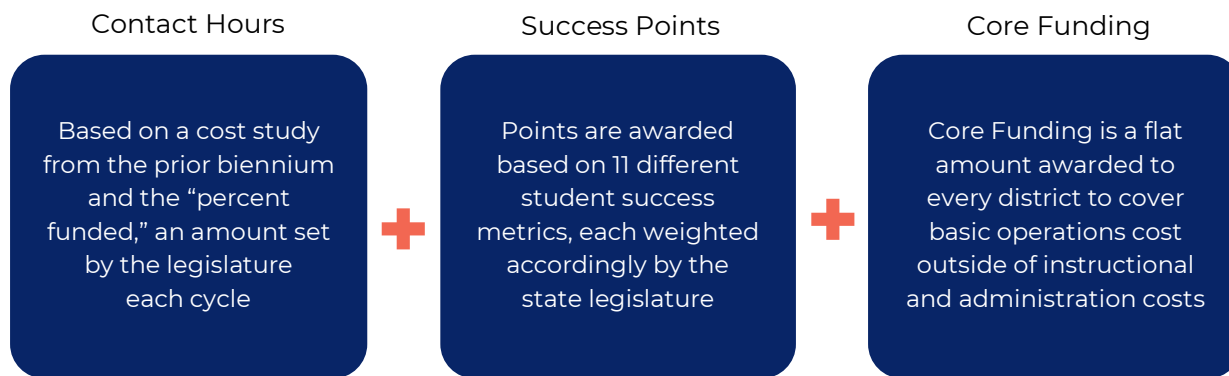 Contact Hours
Based on a cost study
from the prior biennium
and the “percent
funded,” an amount set
by the legislature
each cycle
Success Points
Points are awarded
based on 11 different
student success
metrics, each weighted
accordingly by the
state legislature
Core Funding
Core Funding is a flat
amount awarded to
every district to cover
basic operations cost
outside of instructional
and administration costs